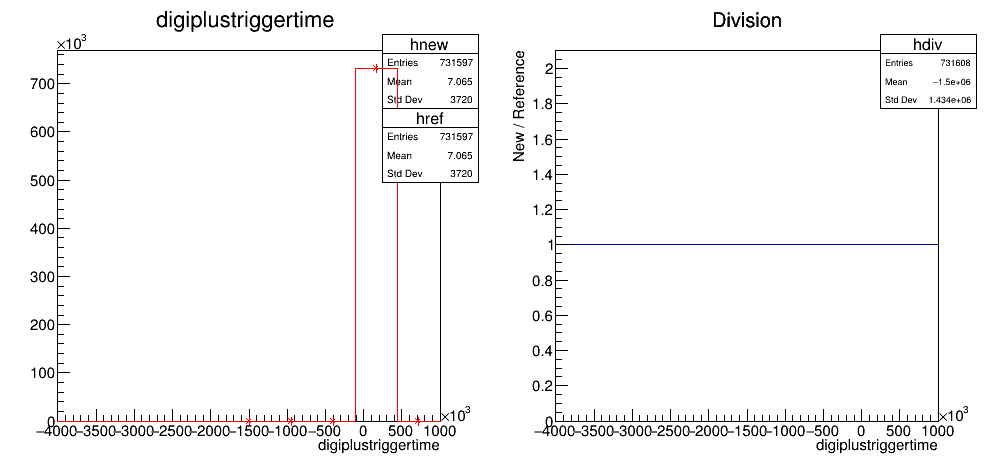 digiplustriggertime
×10³
hnew
Entries 731597
Mean 7.065
Std Dev 3720
href
Entries 731597
Mean 7.065
Std Dev 3720
700
600
500
400
300
200
100
0
−4000 −3500 −3000 −2500 −2000 −1500 −1000 −500 0 500 1000
×10³
digiplustriggertime
Division
hdiv
Entries 731608
Mean −1.5e+06
Std Dev 1.434e+06
New / Reference
2
1.8
1.6
1.4
1.2
1
0.8
0.6
0.4
0.2
0
−4000 −3500 −3000 −2500 −2000 −1500 −1000 −500 0 500 1000
×10³
digiplustriggertime